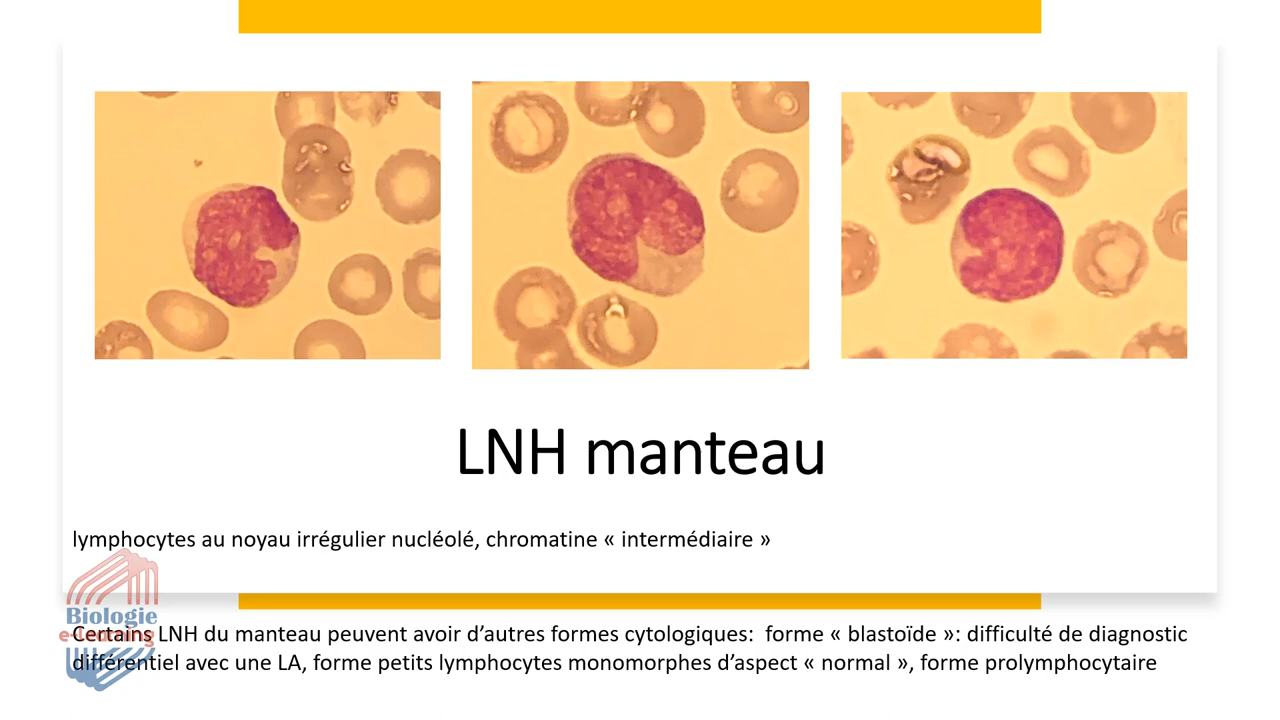 LNH manteau
lymphocytes au noyau irrégulier nucléolé, chromatine « intermédiaire »
Biologie
e-Learning
Certains LNH du manteau peuvent avoir d’autres formes cytologiques:  forme « blastoïde »: difficulté de diagnostic
différentiel avec une LA, forme petits lymphocytes monomorphes d’aspect « normal », forme prolymphocytaire